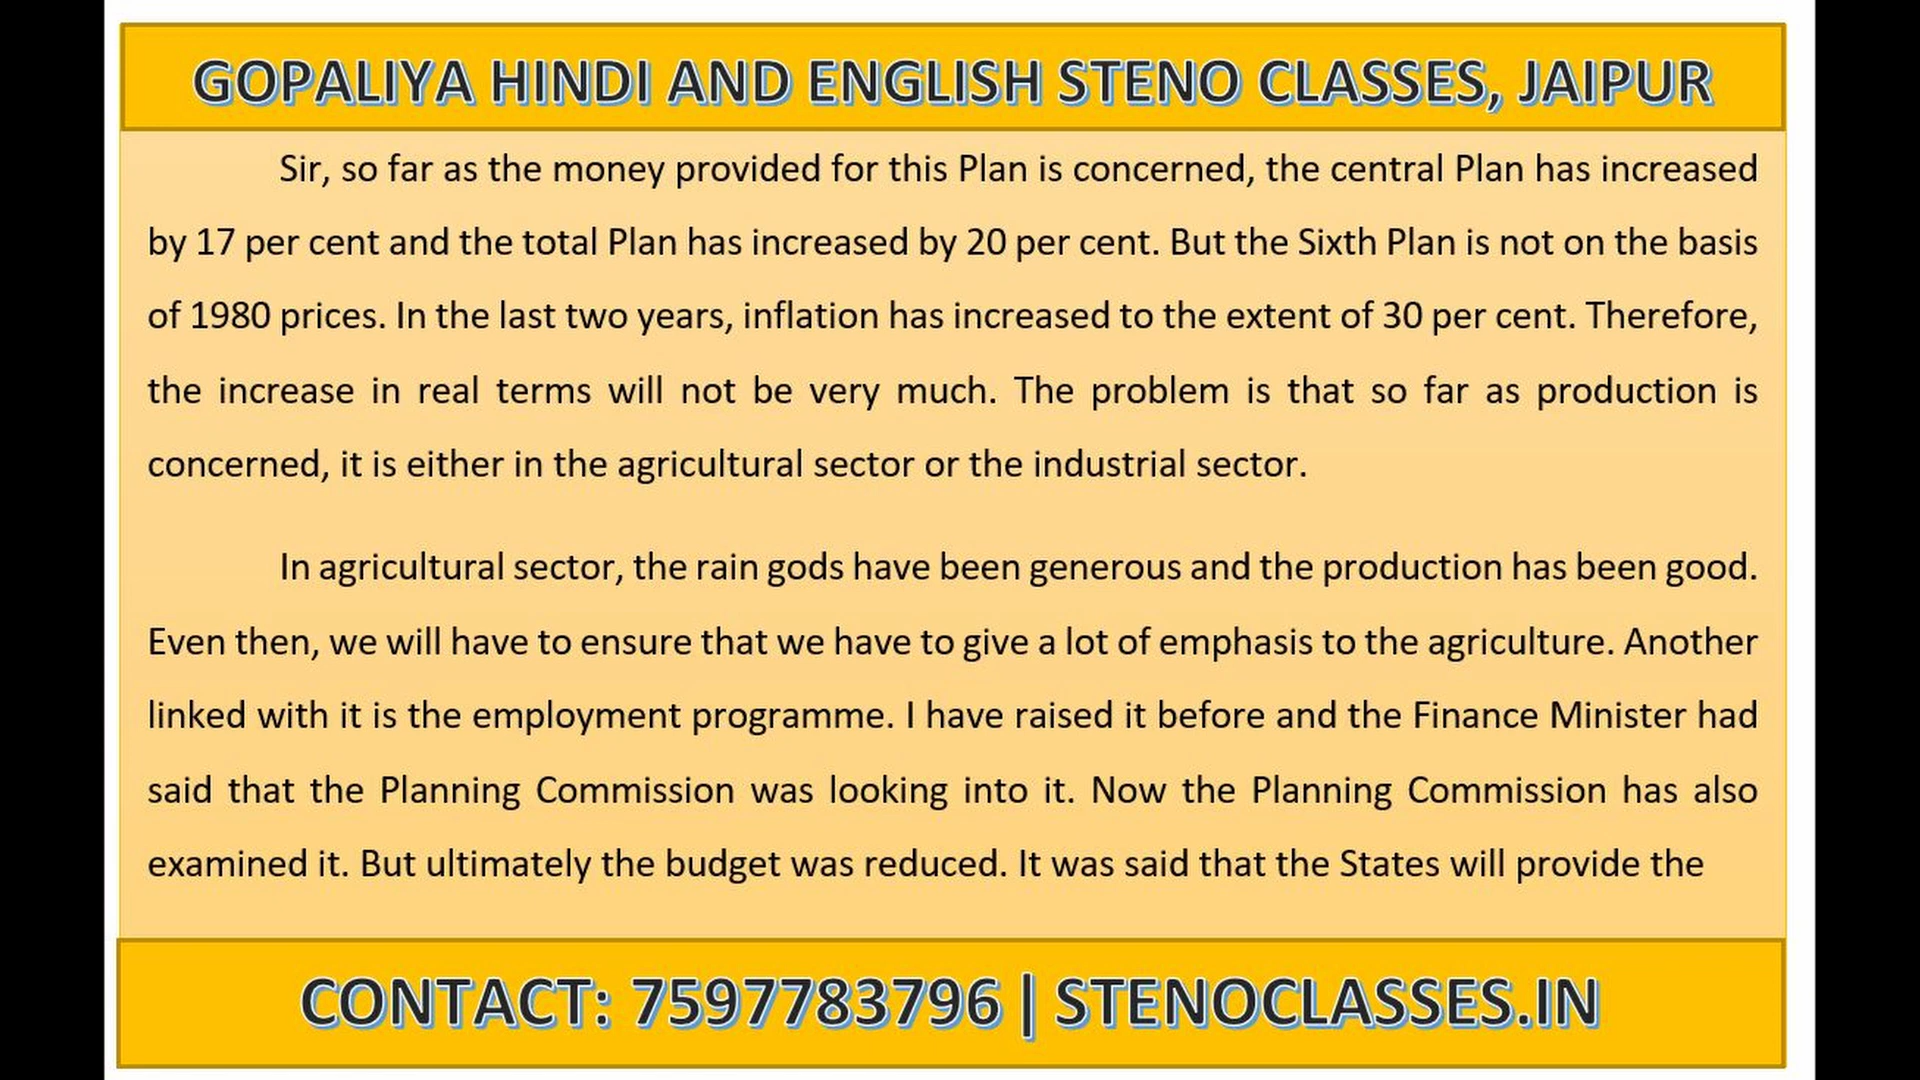 GOPALIYA HINDI AND ENGLISH STENO CLASSES, JAIPUR
Sir, so far as the money provided for this Plan is concerned, the central Plan has increased
by 17 per cent and the total Plan has increased by 20 per cent. But the Sixth Plan is not on the basis
of 1980 prices. In the last two years, inflation has increased to the extent of 30 per cent. Therefore,
the increase in real terms will not be very much. The problem is that so far as production is
concerned, it is either in the agricultural sector or the industrial sector.
In agricultural sector, the rain gods have been generous and the production has been good.
Even then, we will have to ensure that we have to give a lot of emphasis to the agriculture. Another
linked with it is the employment programme. I have raised it before and the Finance Minister had
said that the Planning Commission was looking into it. Now the Planning Commission has also
examined it. But ultimately the budget was reduced. It was said that the States will provide the
CONTACT: 7597783796 | STENOCLASSES.IN